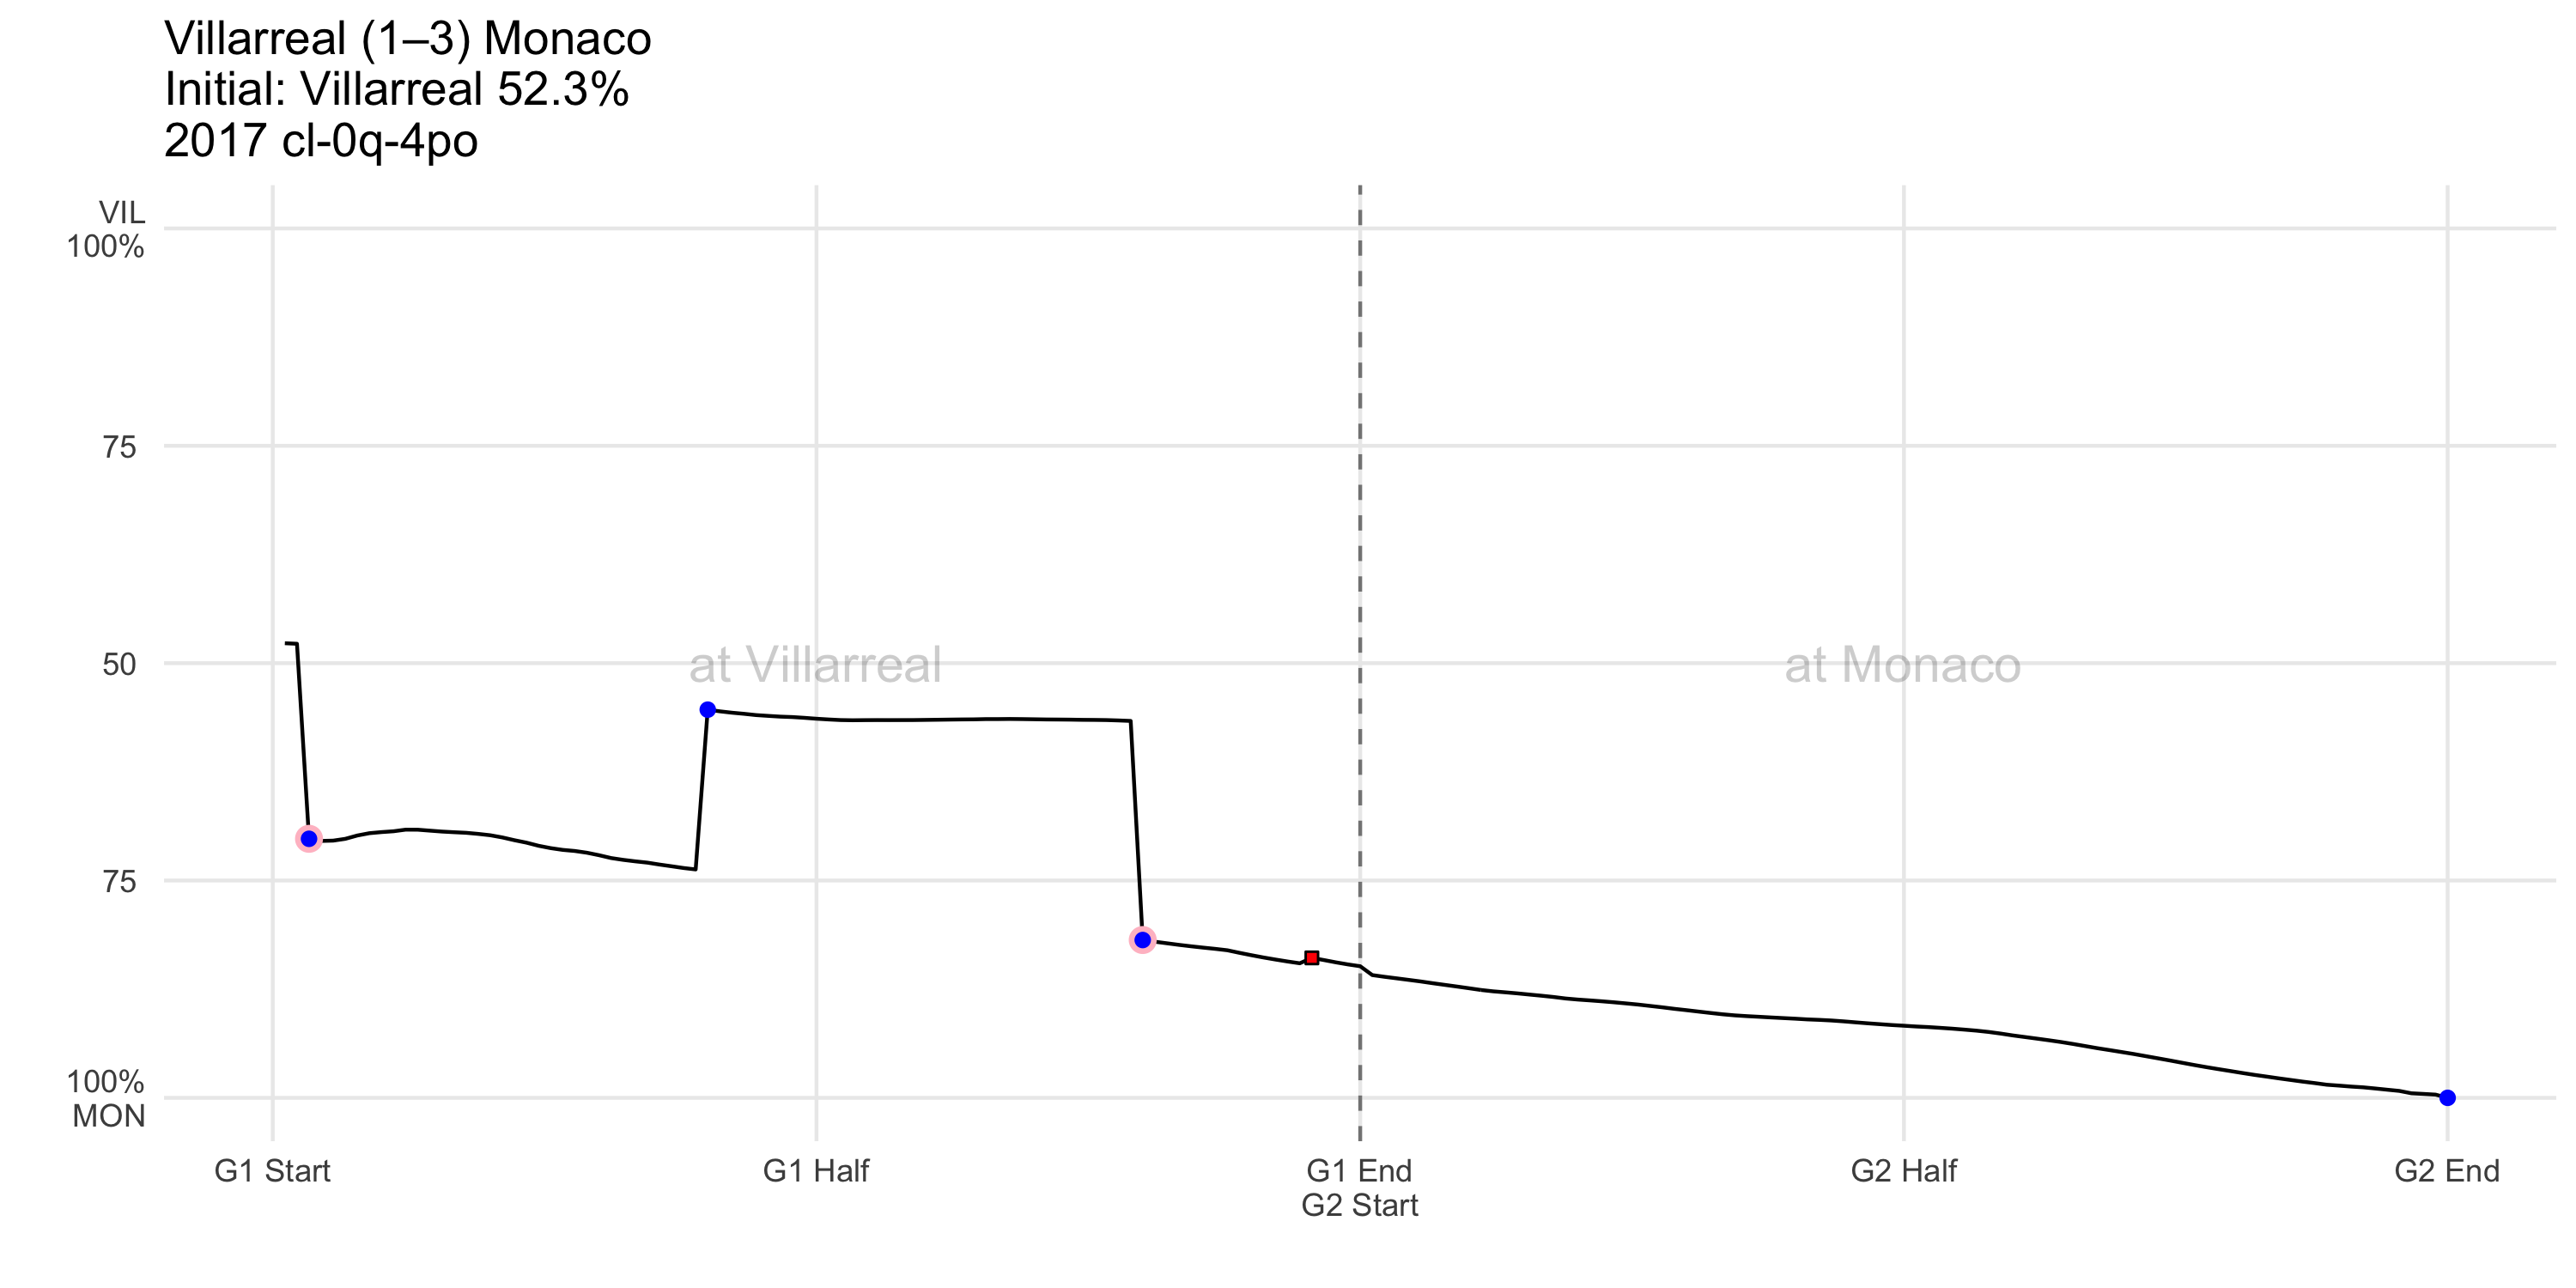 Villarreal (1–3) Monaco
Initial: Villarreal 52.3%
2017 cl-0q-4po
VIL
100%
75
50
at Villarreal
at Monaco
75
100%
MON
G1 Start
G1 Half
G1 End
G2 Start
G2 Half
G2 End